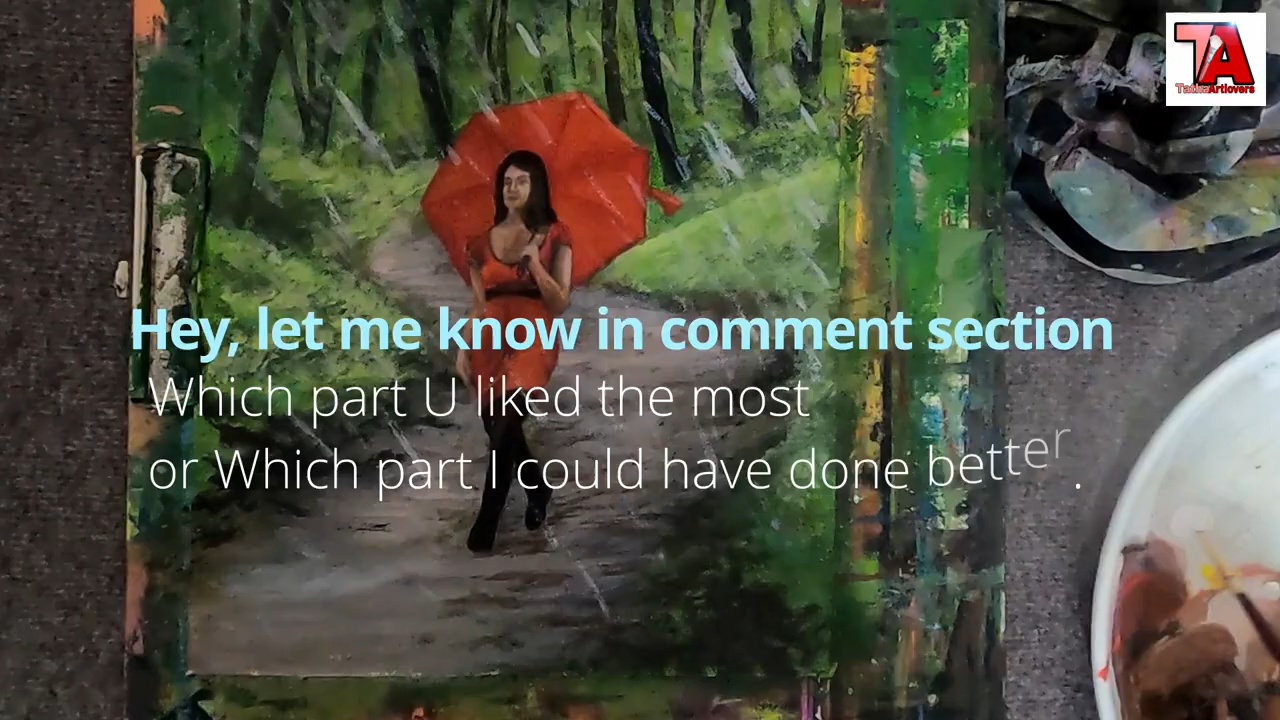 TA
Hey, let me know in comment section
Which part U liked the most
or Which part I could have done better .